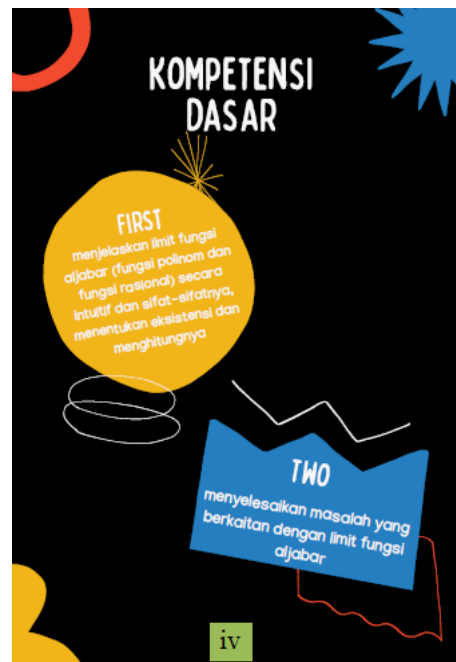 KOMPETENSI
DASAR
FIRST
menjelaskan limit fungsi
aljabar (fungsi polinom dan
fungsi rasional) secara
intuitif dan sifat-sifatnya,
menentukan eksistensi dan
menghitungnya
TWO
menyelesaikan masalah yang
berkaitan dengan limit fungsi
aljabar
iv